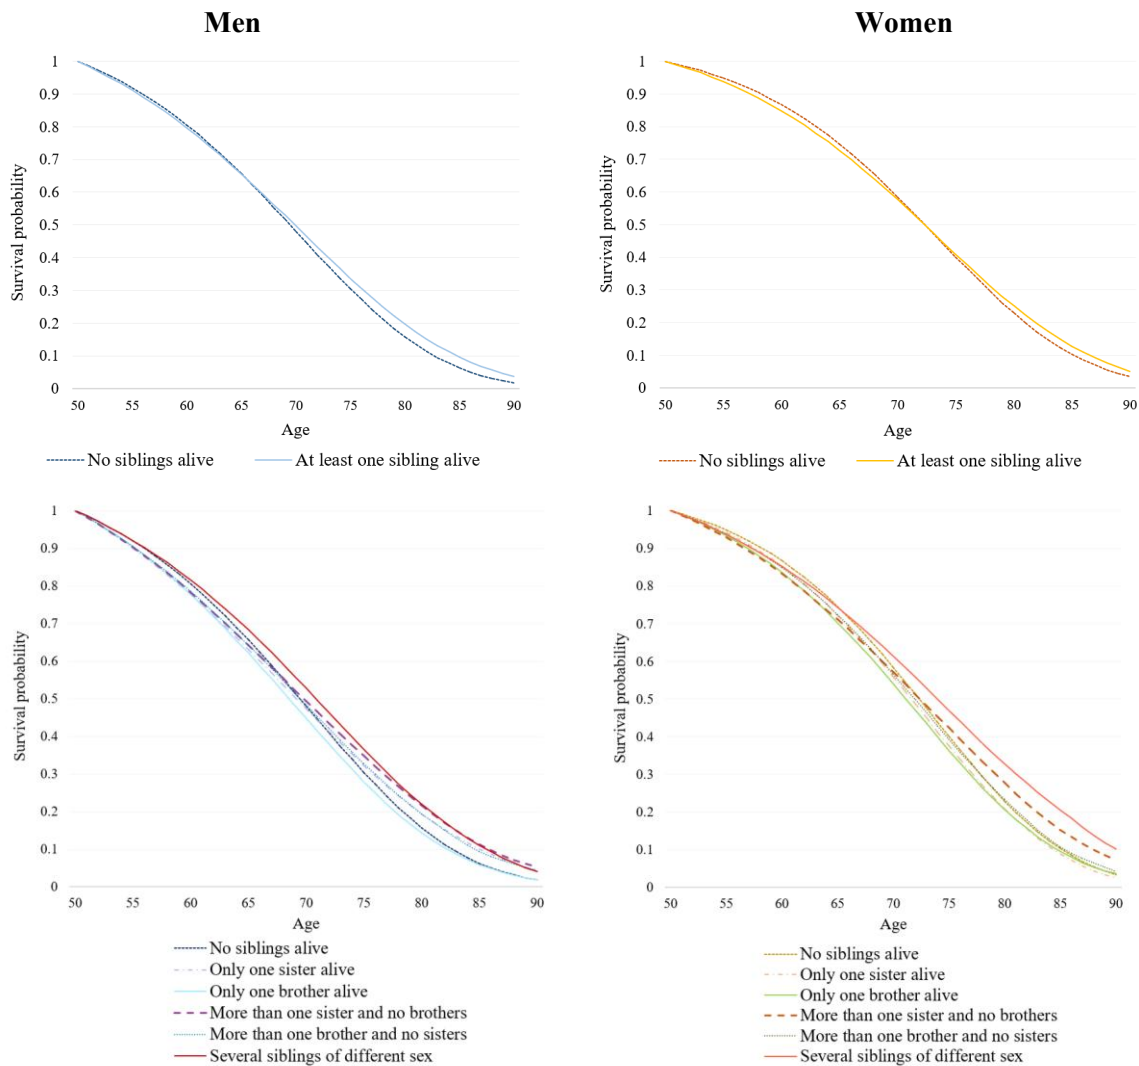 Men
Women
1
0.9
0.8
0.7
0.6
0.5
0.4
0.3
0.2
0.1
0
Survival probability
50 55 60 65 70 75 80 85 90
Age
No siblings alive At least one sibling alive
1
0.9
0.8
0.7
0.6
0.5
0.4
0.3
0.2
0.1
0
Survival probability
50 55 60 65 70 75 80 85 90
Age
No siblings alive At least one sibling alive
1
0.9
0.8
0.7
0.6
0.5
0.4
0.3
0.2
0.1
0
Survival probability
50 55 60 65 70 75 80 85 90
Age
No siblings alive
Only one sister alive
Only one brother alive
More than one sister and no brothers
More than one brother and no sisters
Several siblings of different sex
1
0.9
0.8
0.7
0.6
0.5
0.4
0.3
0.2
0.1
0
Survival probability
50 55 60 65 70 75 80 85 90
Age
No siblings alive
Only one sister alive
Only one brother alive
More than one sister and no brothers
More than one brother and no sisters
Several siblings of different sex